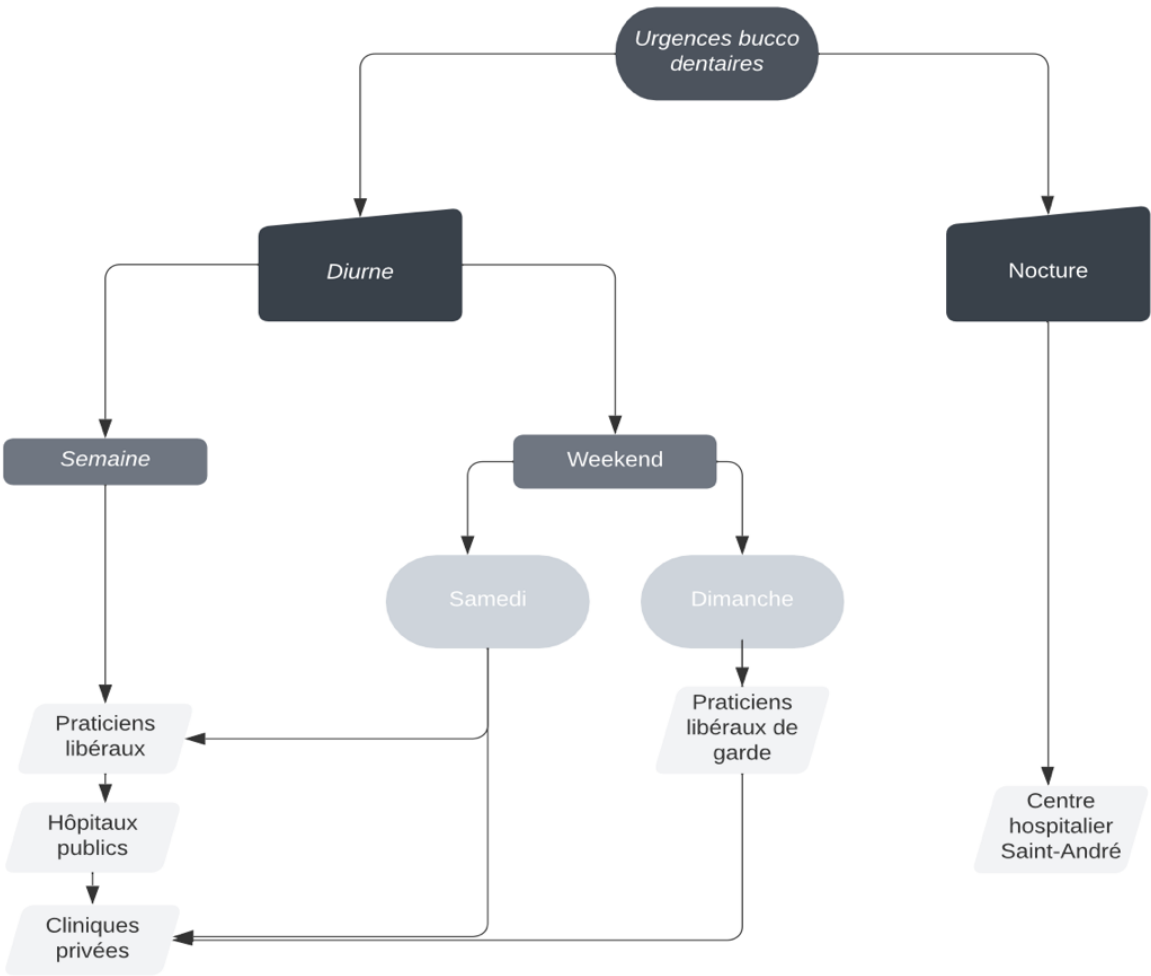 Urgences bucco
dentaires
Diurne
Nocture
Semaine
Weekend
Samedi
Dimanche
Praticiens
libéraux
Praticiens
libéraux de
garde
Hôpitaux
publics
Centre
hospitalier
Saint-André
Cliniques
privées